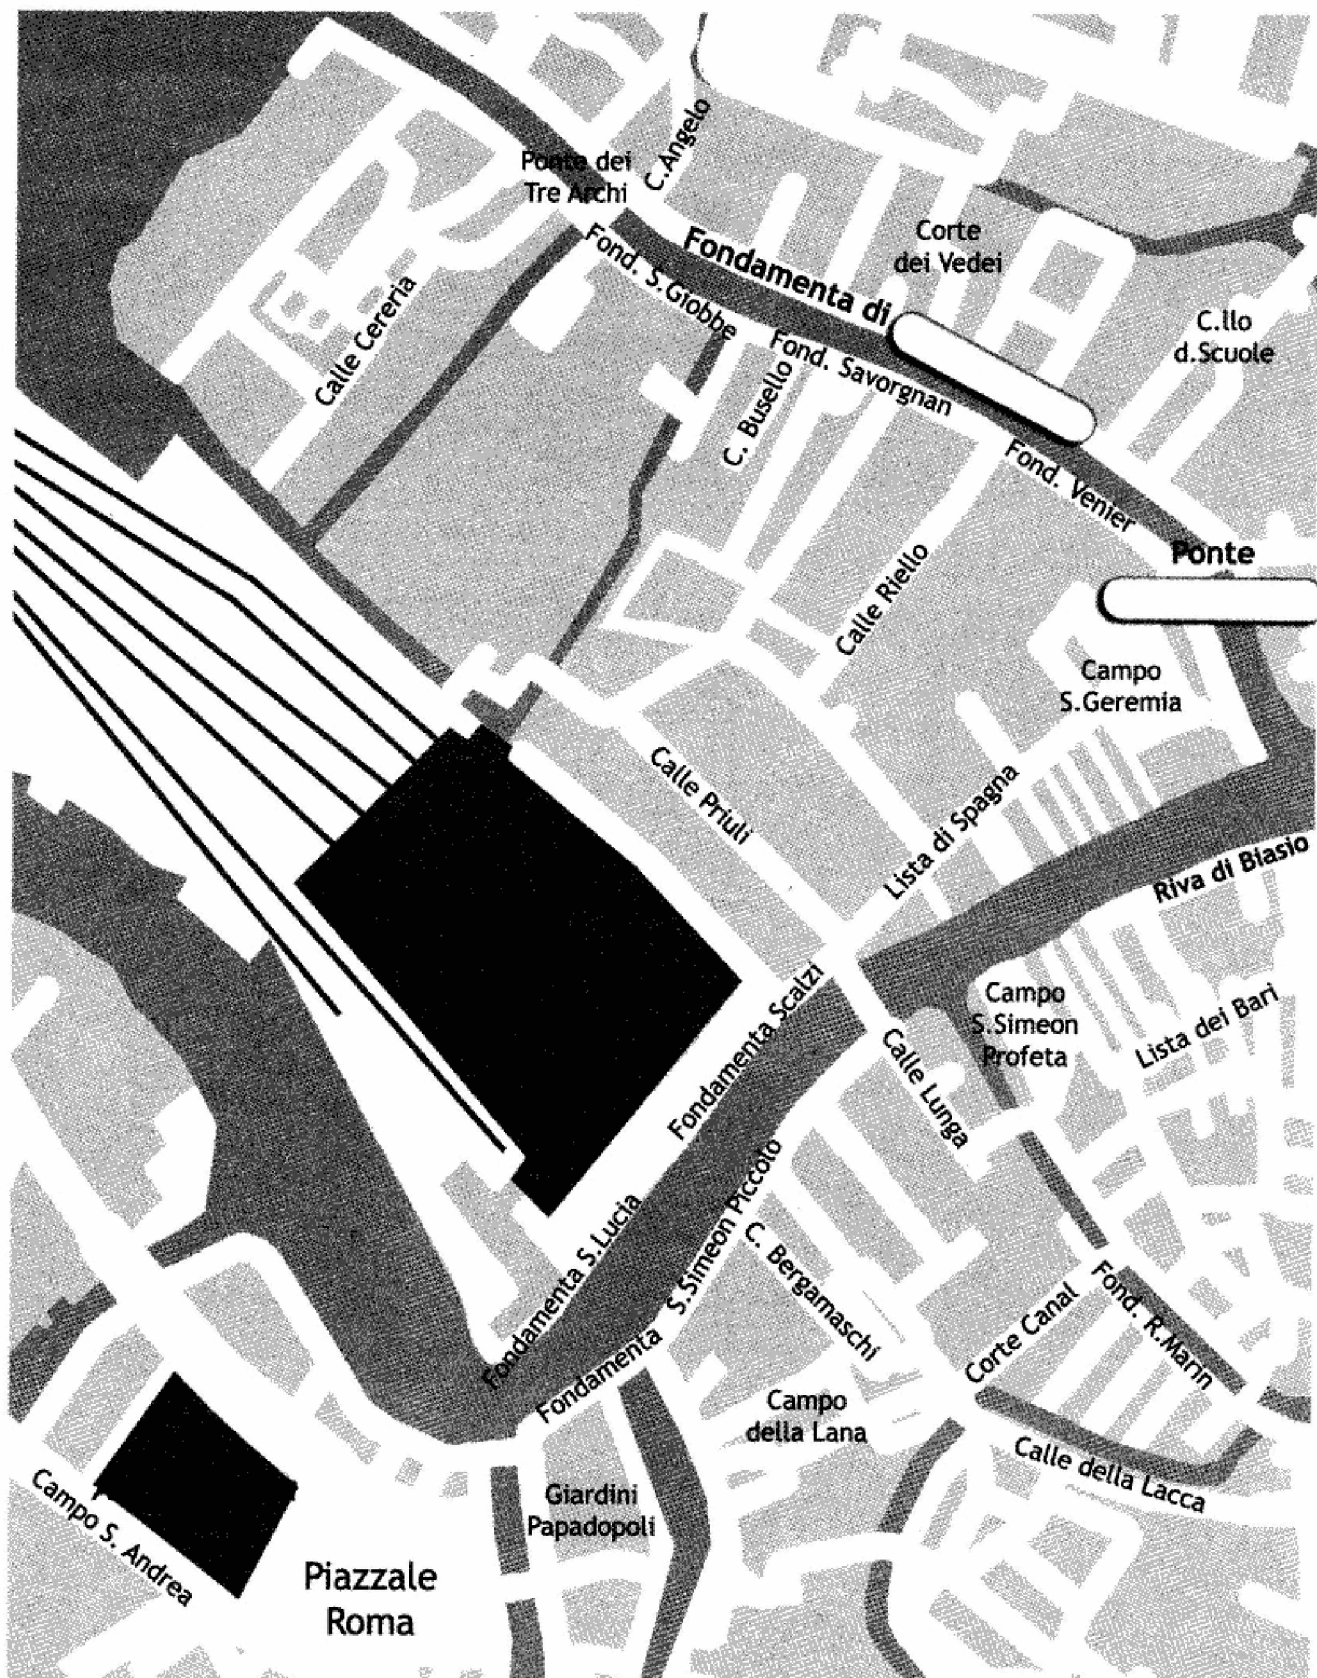 Ponte dei
Tre Archi
C.Angelo
Fondamenta di
Corte
dei Vedei
Fond. S.Giobbe
C.llo
d.Scuole
Calle Cereria
Fond. Savorgnan
C. Busello
Fond. Venier
Ponte
Calle Riello
Campo
S.Geremia
Calle Priuli
Lista di Spagna
Riva di Biasio
Fondamenta Scalzi
Campo
S.Simeon
Profeta
Lista dei Bari
Calle Lunga
Fondamenta S.Lucia
Fondamenta S.Simeon Piccolo
C. Bergamaschi
Corte Canal
Fond. R.Marin
Campo
della Lana
Calle della Lacca
Giardini
Papadopoli
Campo S. Andrea
Piazzale
Roma